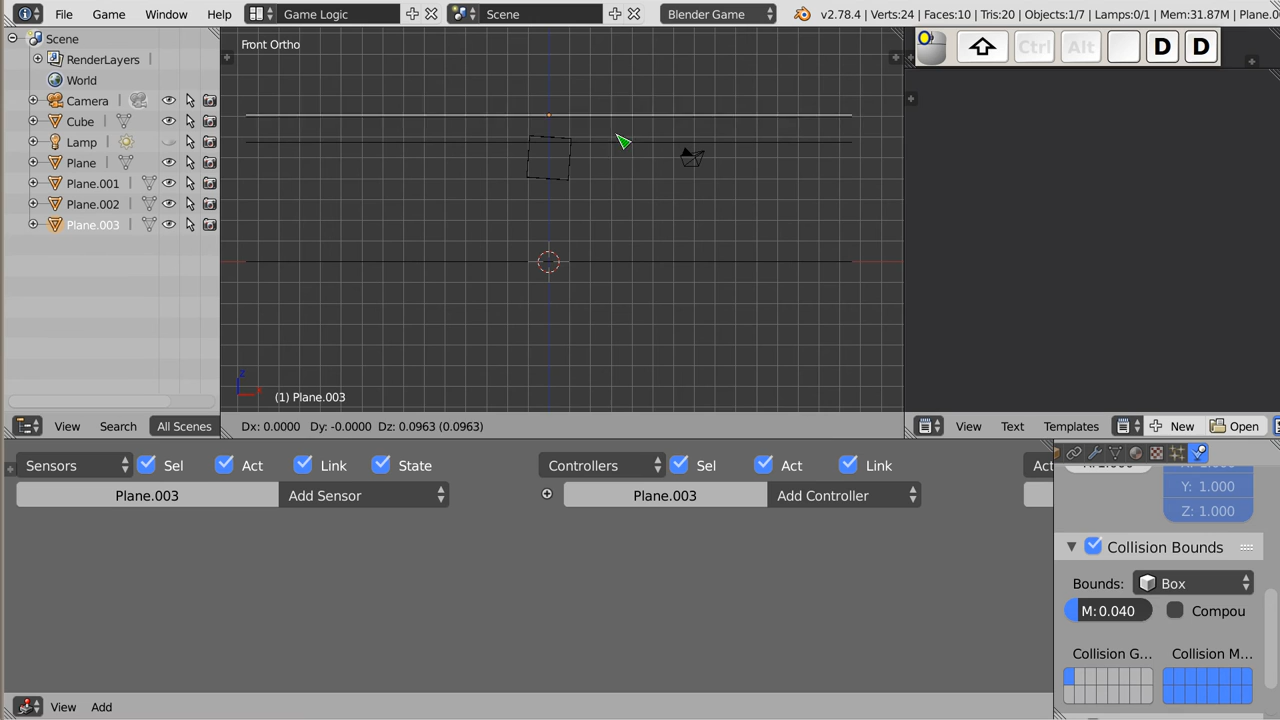 File Game Window Help Game Logic Scene Blender Game v2.78.4 | Verts:24 | Faces:10 | Tris:20 | Objects:1/7 | Lamps:0/1 | Mem:31.87M | Plane.0
Scene
RenderLayers
World
Camera
Cube
Lamp
Plane
Plane.001
Plane.002
Plane.003
View Search All Scenes
Front Ortho
(1) Plane.003
Dx: 0.0000 Dy: -0.0000 Dz: 0.0963 (0.0963)
Ctrl Alt D D
View Text Templates New Open
Sensors Sel Act Link State Controllers Sel Act Link Act
Plane.003 Add Sensor Plane.003 Add Controller
Y: 1.000
Z: 1.000
Collision Bounds
Bounds: Box
M:0.040 Compou
Collision G... Collision M...
View Add